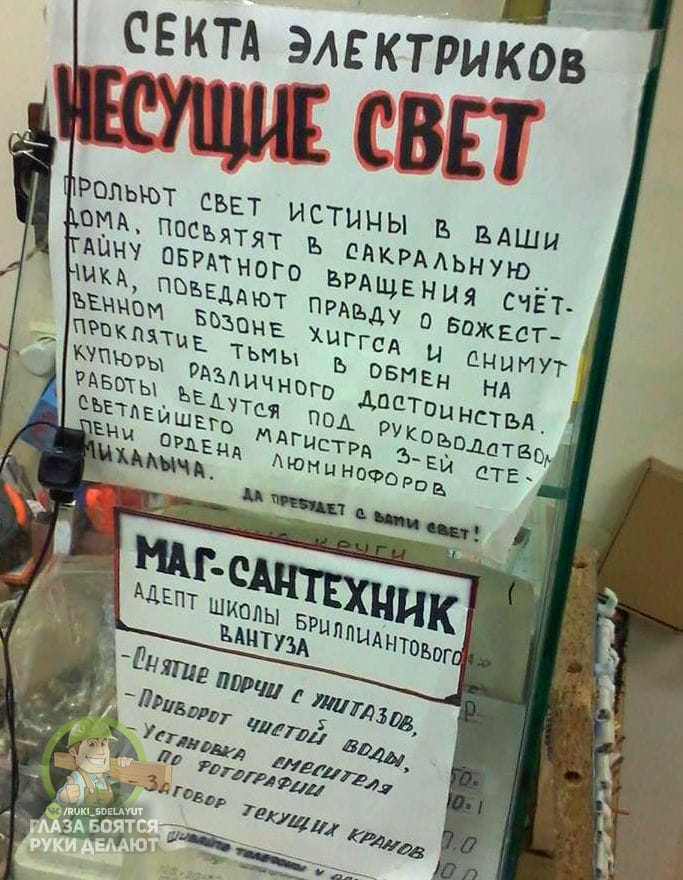 СЕКТА ЭЛЕКТРИКОВ
НЕСУЩИЕ СВЕТ
ПРОЛЬЮТ СВЕТ ИСТИНЫ В ВАШИ
ДОМА, ПОСВЯТЯТ В САКРАЛЬНУЮ
ТАЙНУ ОБРАТНОГО ВРАЩЕНИЯ СЧЁТ-
ЧИКА, ПОВЕДАЮТ ПРАВДУ О БОЖЕСТ-
ВЕННОМ БОЗОНЕ ХИГГСА И СНИМУТ
ПРОКЛЯТИЕ ТЬМЫ В ОБМЕН НА
КУПЮРЫ РАЗЛИЧНОГО ДОСТОИНСТВА.
РАБОТЫ ВЕДУТСЯ ПОД РУКОВОДСТВОМ
СВЕТЛЕЙШЕГО МАГИСТРА 3-ЕЙ СТЕ-
ПЕНИ ОРДЕНА ЛЮМИНОФОРОВ
МИХАЛЫЧА.
ДА ПРЕБУДЕТ С ВАМИ СВЕТ!
КРУГИ
МАГ-САНТЕХНИК
АДЕПТ ШКОЛЫ БРИЛЛИАНТОВОГО
ВАНТУЗА
-СНЯТИЕ ПОРЧИ С УНИТАЗОВ,
-ПРИВОРОТ ЧИСТОЙ ВОДЫ,
-УСТАНОВКА СМЕСИТЕЛЯ
ПО ФОТОГРАФИИ
ЗАГОВОР ТЕКУЩИХ КРАНОВ
/RUKI_SDELAYUT
ГЛАЗА БОЯТСЯ
РУКИ ДЕЛАЮТ